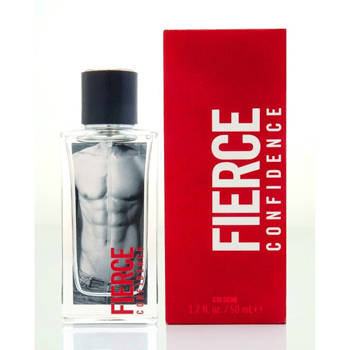 FIERCE
CONFIDENCE
FIERCE
CONFIDENCE
COLOGNE
1.7 fl. oz / 50 mL e